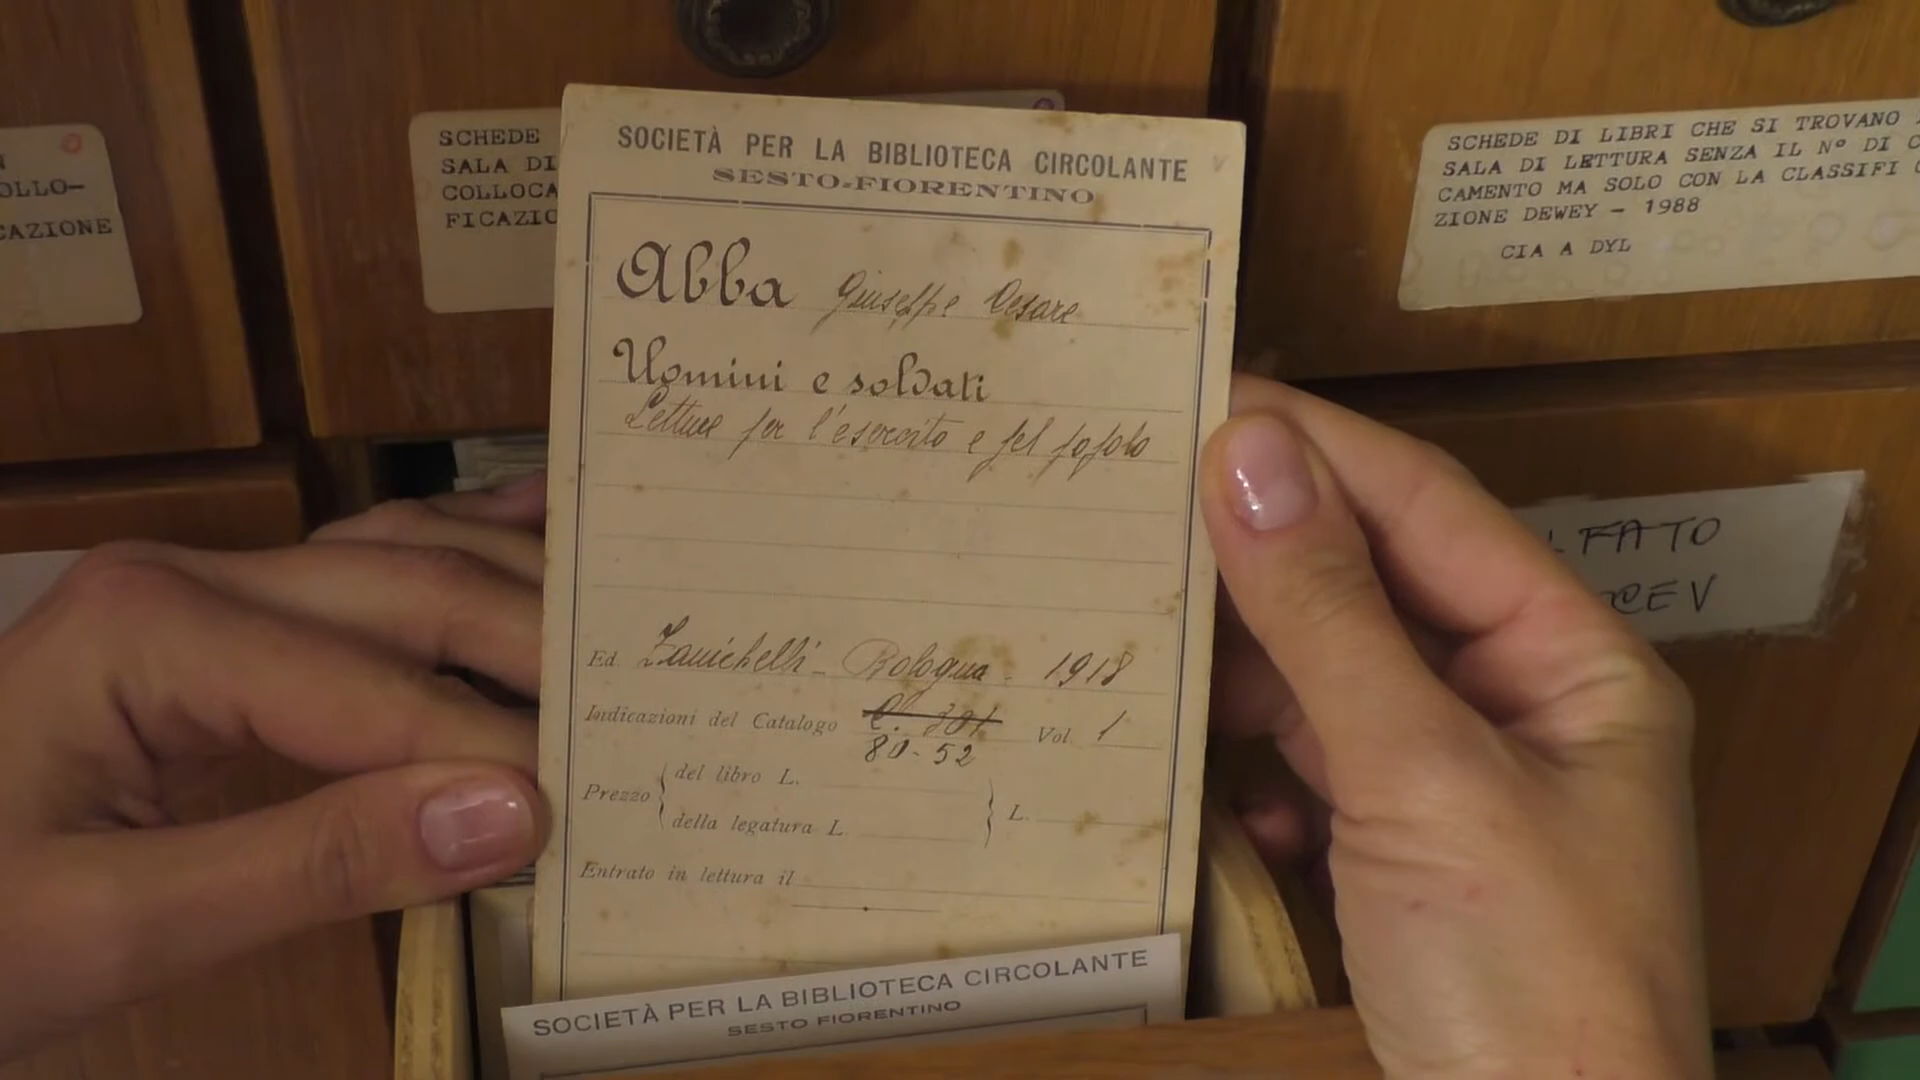 N
OLLO-
CAZIONE
SCHEDE
SALA DI
COLLOCA
FICAZIO
SOCIETÀ PER LA BIBLIOTECA CIRCOLANTE
SESTO-FIORENTINO
Abba Giuseppe Cesare
Uomini e soldati
Letture per l'esercito e pel popolo
Ed. Zanichelli - Bologna - 1918
Indicazioni del Catalogo C. 301 Vol. 1
80-52
Prezzo del libro L.
della legatura L. L.
Entrato in lettura il
SOCIETÀ PER LA BIBLIOTECA CIRCOLANTE
SESTO FIORENTINO
SCHEDE DI LIBRI CHE SI TROVANO
SALA DI LETTURA SENZA IL N° DI C
CAMENTO MA SOLO CON LA CLASSIFI
ZIONE DEWEY - 1988
CIA A DYL
LFATO
CEV